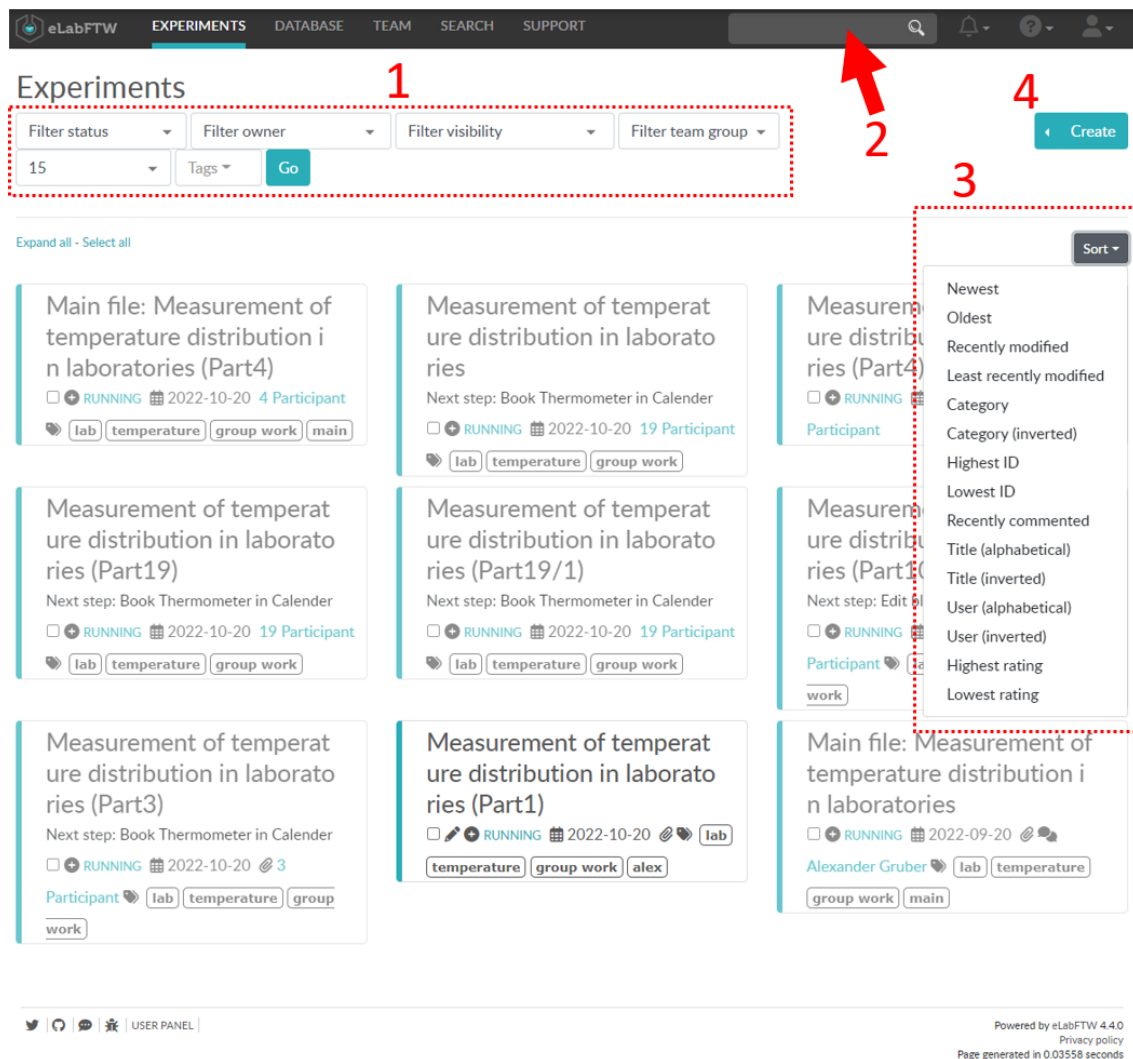 eLabFTW EXPERIMENTS DATABASE TEAM SEARCH SUPPORT
Experiments
1
2
4
Filter status Filter owner Filter visibility Filter team group
Create
15 Tags Go
3
Expand all - Select all
Sort
Newest
Oldest
Recently modified
Least recently modified
Category
Category (inverted)
Highest ID
Lowest ID
Recently commented
Title (alphabetical)
Title (inverted)
User (alphabetical)
User (inverted)
Highest rating
Lowest rating
Main file: Measurement of
temperature distribution i
n laboratories (Part4)
RUNNING 2022-10-20 4 Participant
lab temperature group work main
Measurement of temperat
ure distribution in laborato
ries
Next step: Book Thermometer in Calender
RUNNING 2022-10-20 19 Participant
lab temperature group work
Measurem
ure distribu
ries (Part4)
RUNNING
Participant
Measurement of temperat
ure distribution in laborato
ries (Part19)
Next step: Book Thermometer in Calender
RUNNING 2022-10-20 19 Participant
lab temperature group work
Measurement of temperat
ure distribution in laborato
ries (Part19/1)
Next step: Book Thermometer in Calender
RUNNING 2022-10-20 19 Participant
lab temperature group work
Measurem
ure distribu
ries (Part10
Next step: Edit bl
RUNNING
Participant
work
Measurement of temperat
ure distribution in laborato
ries (Part3)
Next step: Book Thermometer in Calender
RUNNING 2022-10-20 3
Participant lab temperature group
work
Measurement of temperat
ure distribution in laborato
ries (Part1)
RUNNING 2022-10-20 lab
temperature group work alex
Main file: Measurement of
temperature distribution i
n laboratories
RUNNING 2022-09-20
Alexander Gruber lab temperature
group work main
USER PANEL
Powered by eLabFTW 4.4.0
Privacy policy
Page generated in 0.03558 seconds